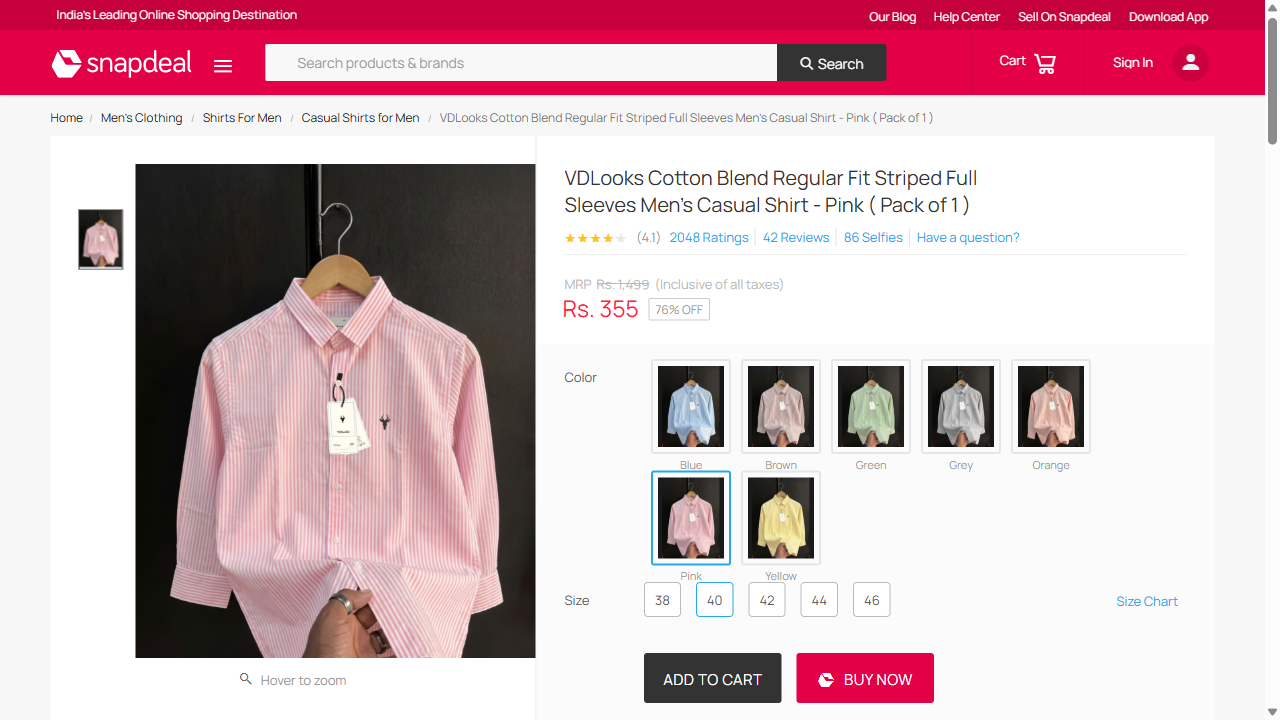 India's Leading Online Shopping Destination
Our Blog Help Center Sell On Snapdeal Download App
snapdeal
Search products & brands
Search
Cart
Sign In
Home / Men's Clothing / Shirts For Men / Casual Shirts for Men / VDLooks Cotton Blend Regular Fit Striped Full Sleeves Men's Casual Shirt - Pink ( Pack of 1 )
VDLooks Cotton Blend Regular Fit Striped Full
Sleeves Men's Casual Shirt - Pink ( Pack of 1 )
(4.1) 2048 Ratings 42 Reviews 86 Selfies Have a question?
MRP Rs. 1,499 (Inclusive of all taxes)
Rs. 355 76% OFF
Color
Blue Brown Green Grey Orange
Pink Yellow
Size 38 40 42 44 46 Size Chart
ADD TO CART BUY NOW
Hover to zoom